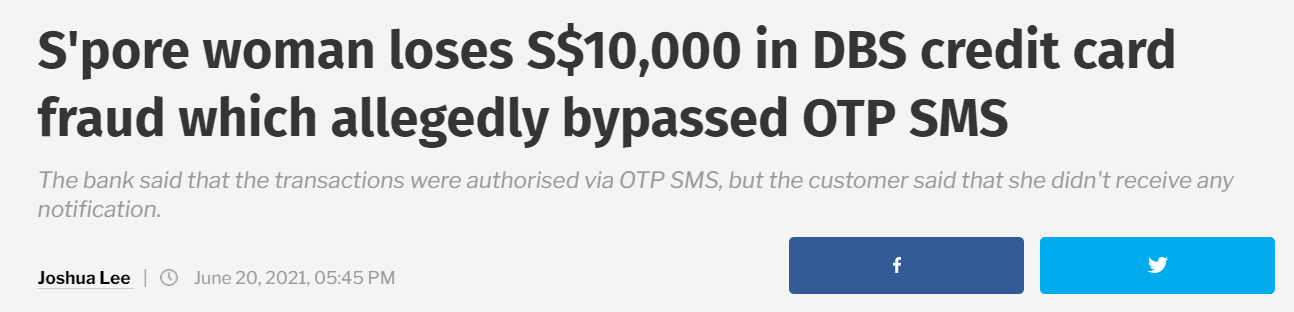 S'pore woman loses S$10,000 in DBS credit card
fraud which allegedly bypassed OTP SMS
The bank said that the transactions were authorised via OTP SMS, but the customer said that she didn't receive any
notification.
Joshua Lee | June 20, 2021, 05:45 PM